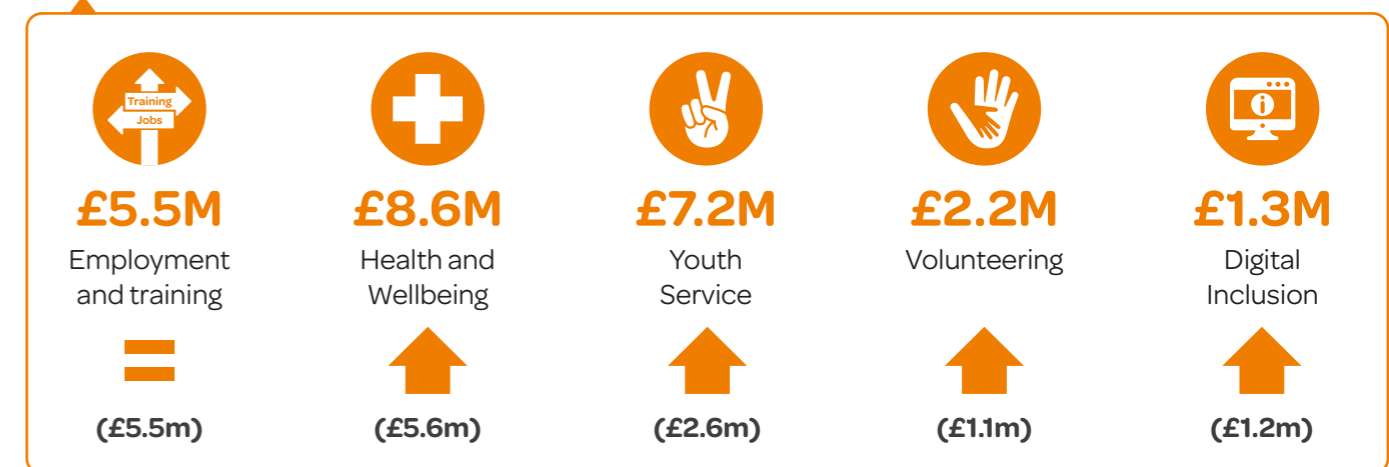 Training
Jobs
£5.5M
Employment
and training
(£5.5m)
£8.6M
Health and
Wellbeing
(£5.6m)
£7.2M
Youth
Service
(£2.6m)
£2.2M
Volunteering
(£1.1m)
i
£1.3M
Digital
Inclusion
(£1.2m)